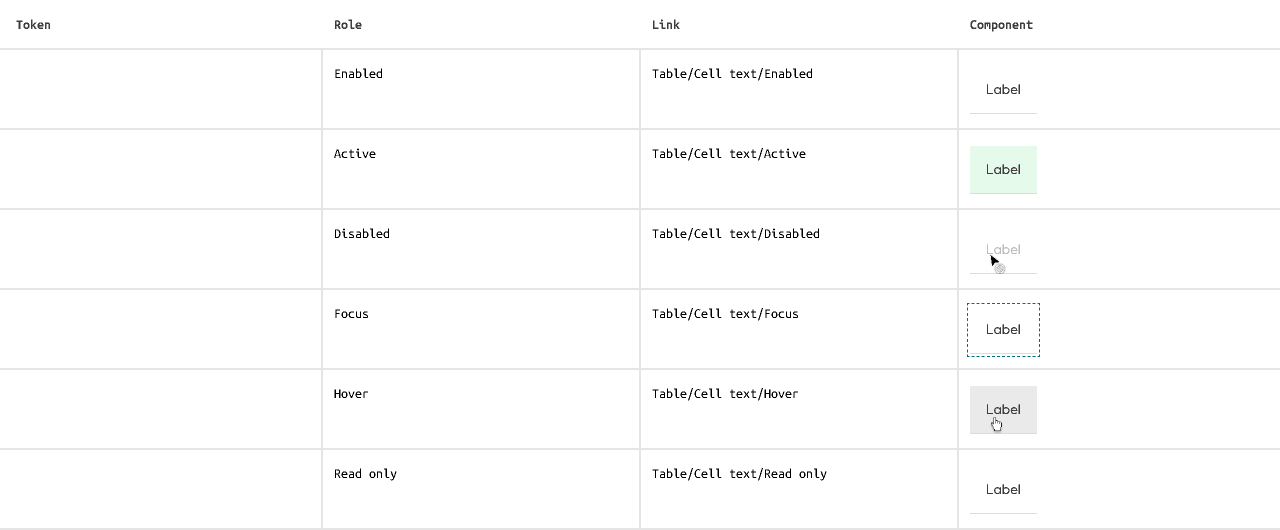 Token Role Link Component
Enabled Table/Cell text/Enabled Label
Active Table/Cell text/Active Label
Disabled Table/Cell text/Disabled Label
Focus Table/Cell text/Focus Label
Hover Table/Cell text/Hover Label
Read only Table/Cell text/Read only Label